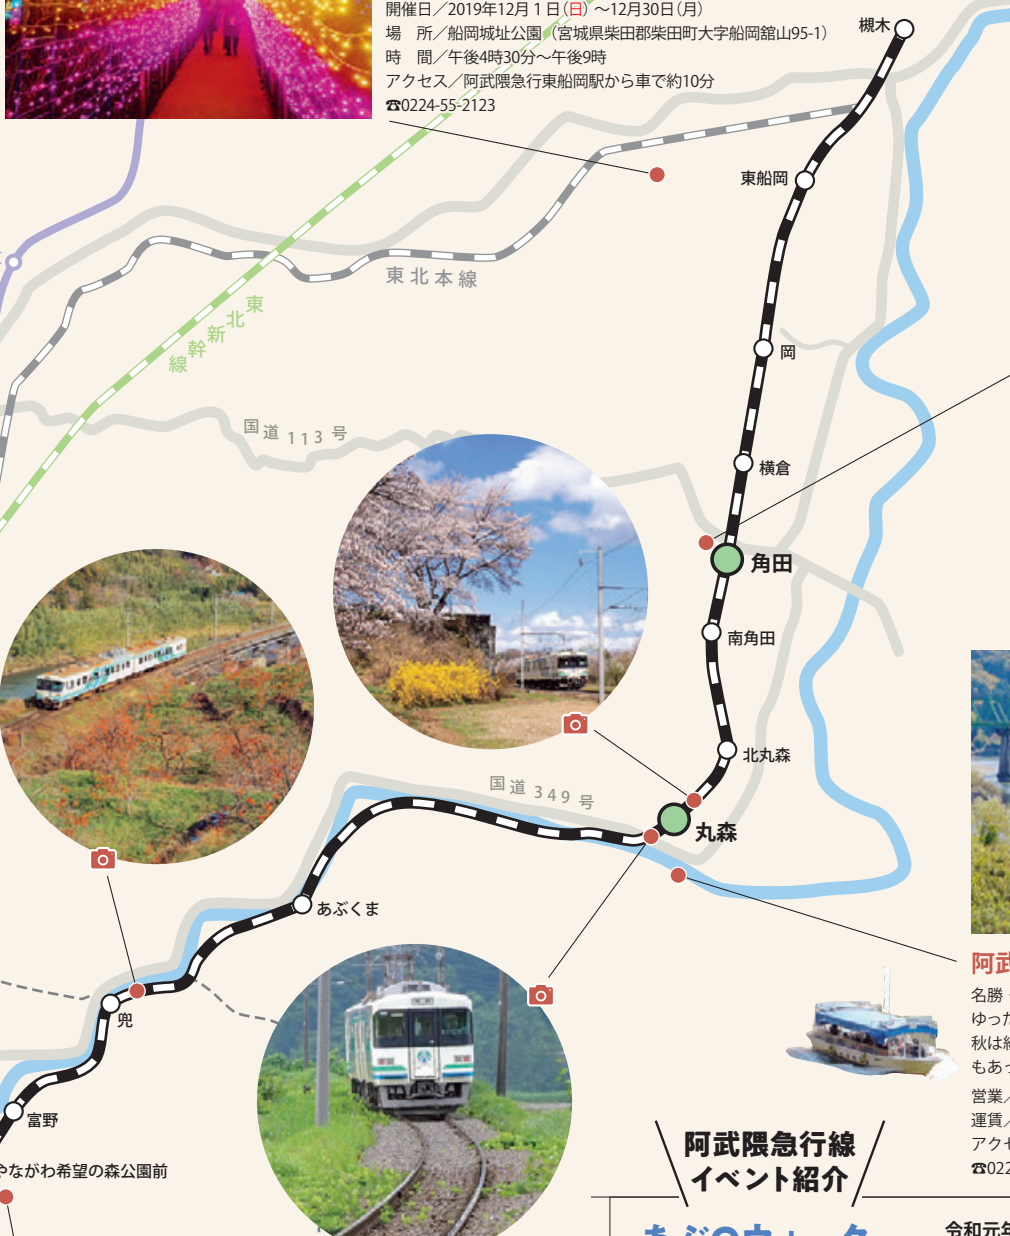 開催日／2019年12月1日(日)～12月30日(月)
場　所／船岡城址公園（宮城県柴田郡柴田町大字船岡舘山95-1）
時　間／午後4時30分～午後9時
アクセス／阿武隈急行東船岡駅から車で約10分
☎0224-55-2123
槻木
東船岡
東北本線
東北新幹線
岡
国道113号
横倉
角田
南角田
北丸森
国道349号
丸森
あぶくま
兜
富野
やながわ希望の森公園前
阿武
名勝
ゆった
秋は
もあっ
営業／
運賃／
アクセ
☎022
阿武隈急行線
イベント紹介
令和元年